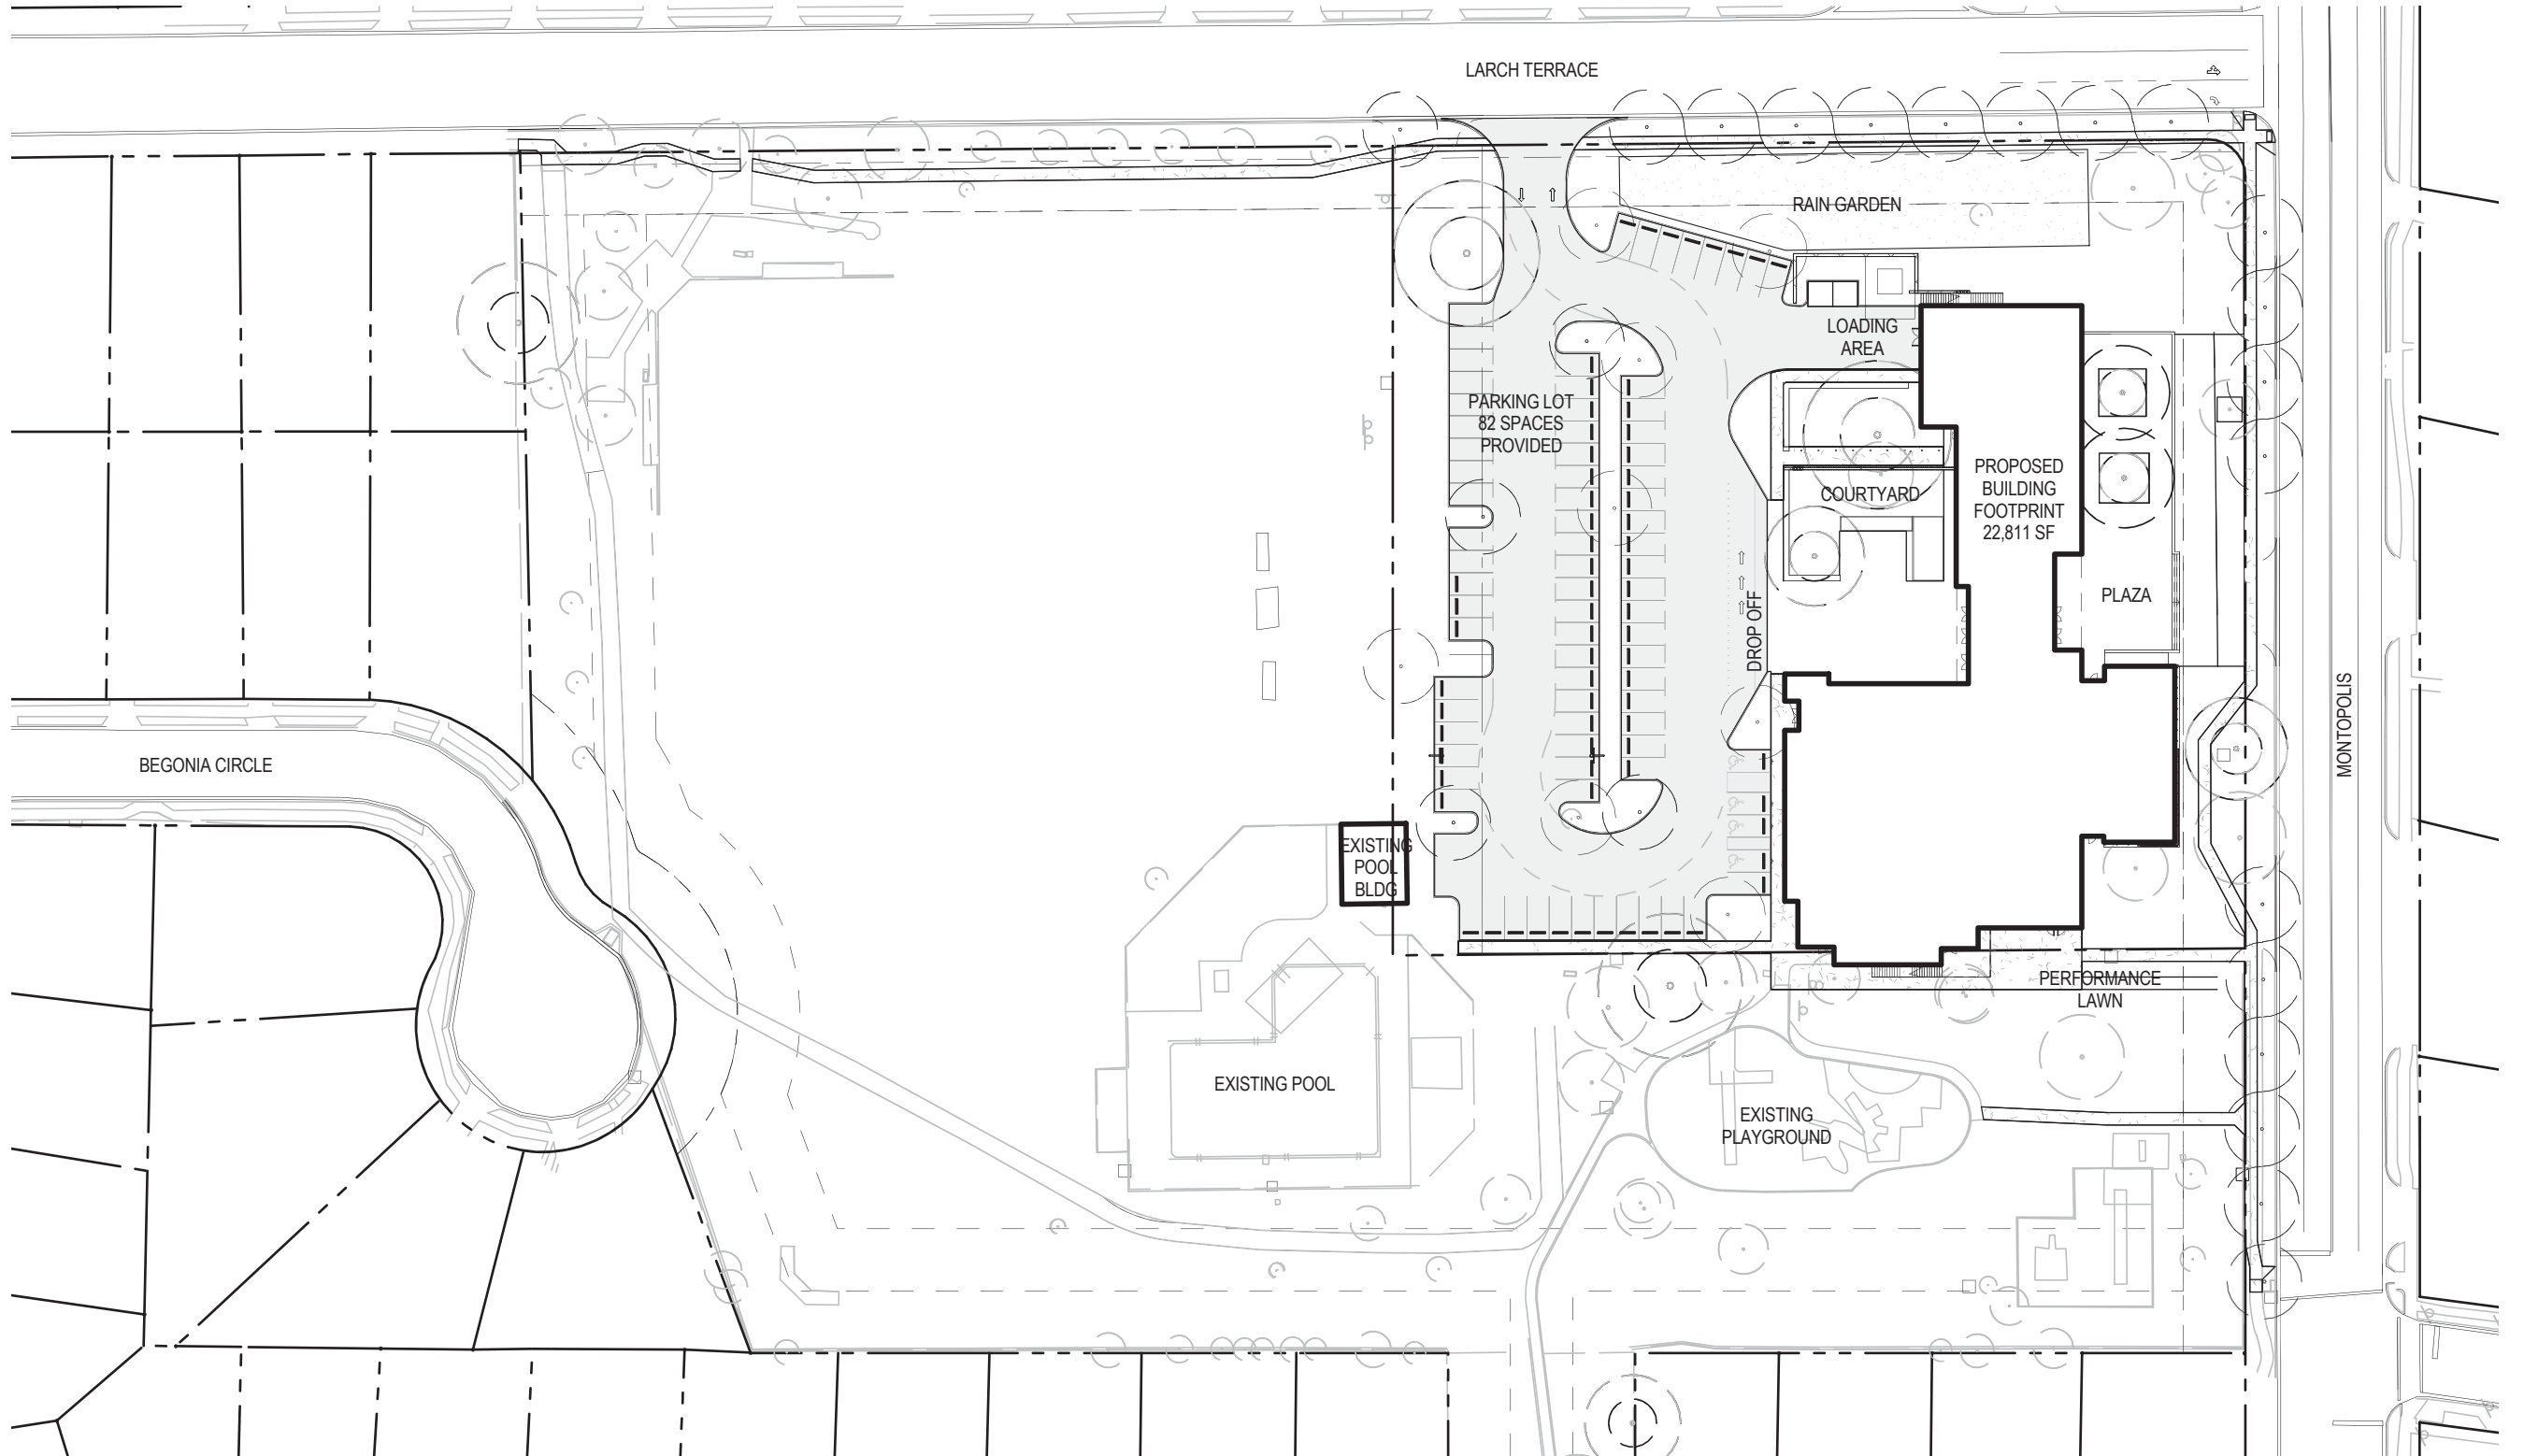 LARCH TERRACE
RAIN GARDEN
LOADING
AREA
PARKING LOT
82 SPACES
PROVIDED
COURTYARD
PROPOSED
BUILDING
FOOTPRINT
22,811 SF
PLAZA
DROP OFF
MONTOPOLIS
BEGONIA CIRCLE
EXISTING
POOL
BLDG
PERFORMANCE
LAWN
EXISTING POOL
EXISTING
PLAYGROUND